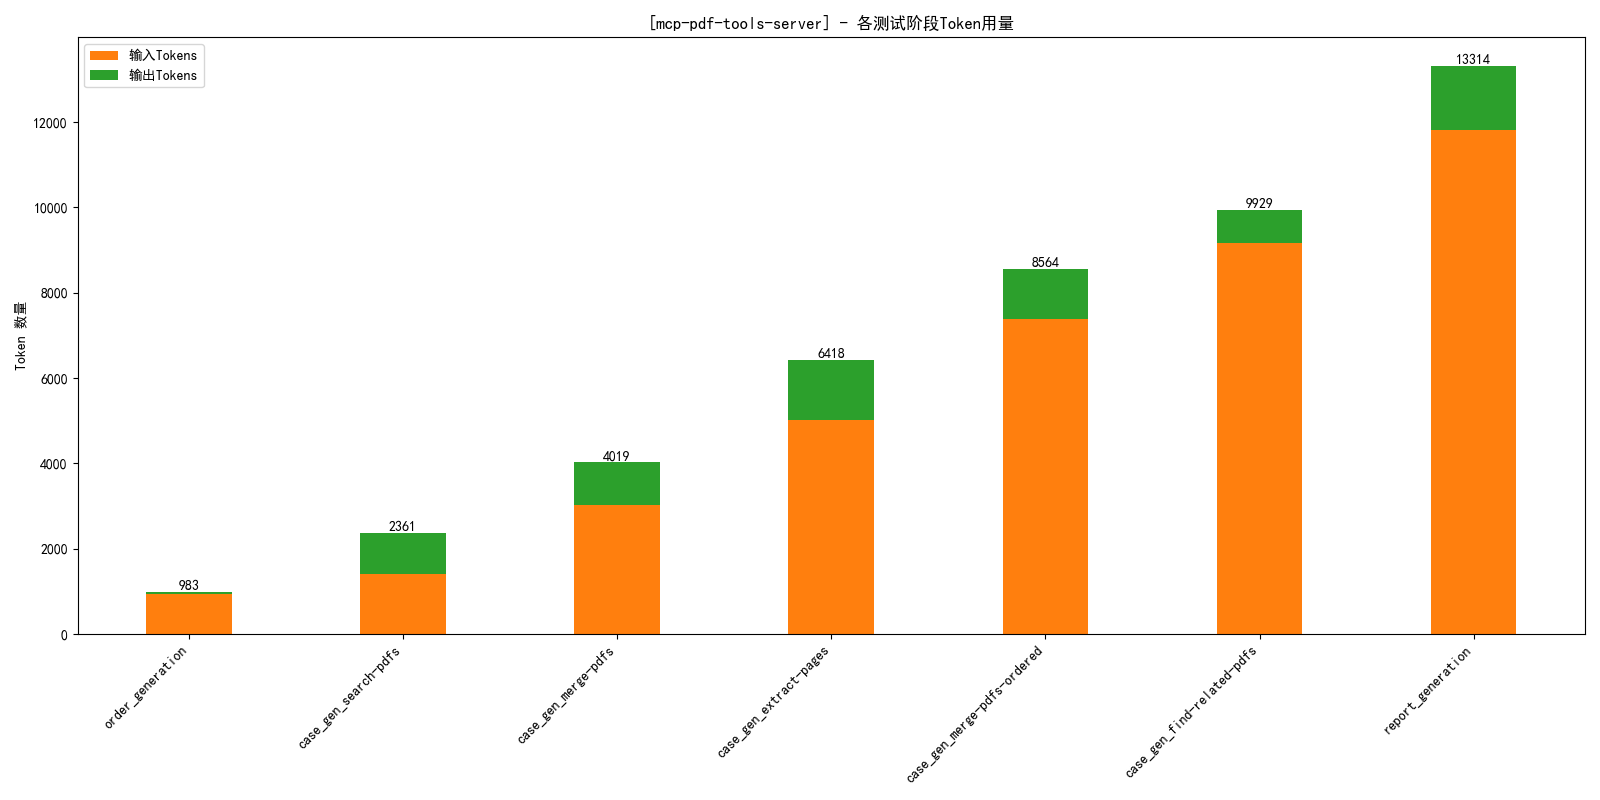 [mcp-pdf-tools-server] - 各测试阶段Token用量
输入Tokens
输出Tokens
Token 数量
12000
10000
8000
6000
4000
2000
0
983
2361
4019
6418
8564
9929
13314
order_generation
case_gen_search-pdfs
case_gen_merge-pdfs
case_gen_extract-pages
case_gen_merge-pdfs-ordered
case_gen_find-related-pdfs
report_generation